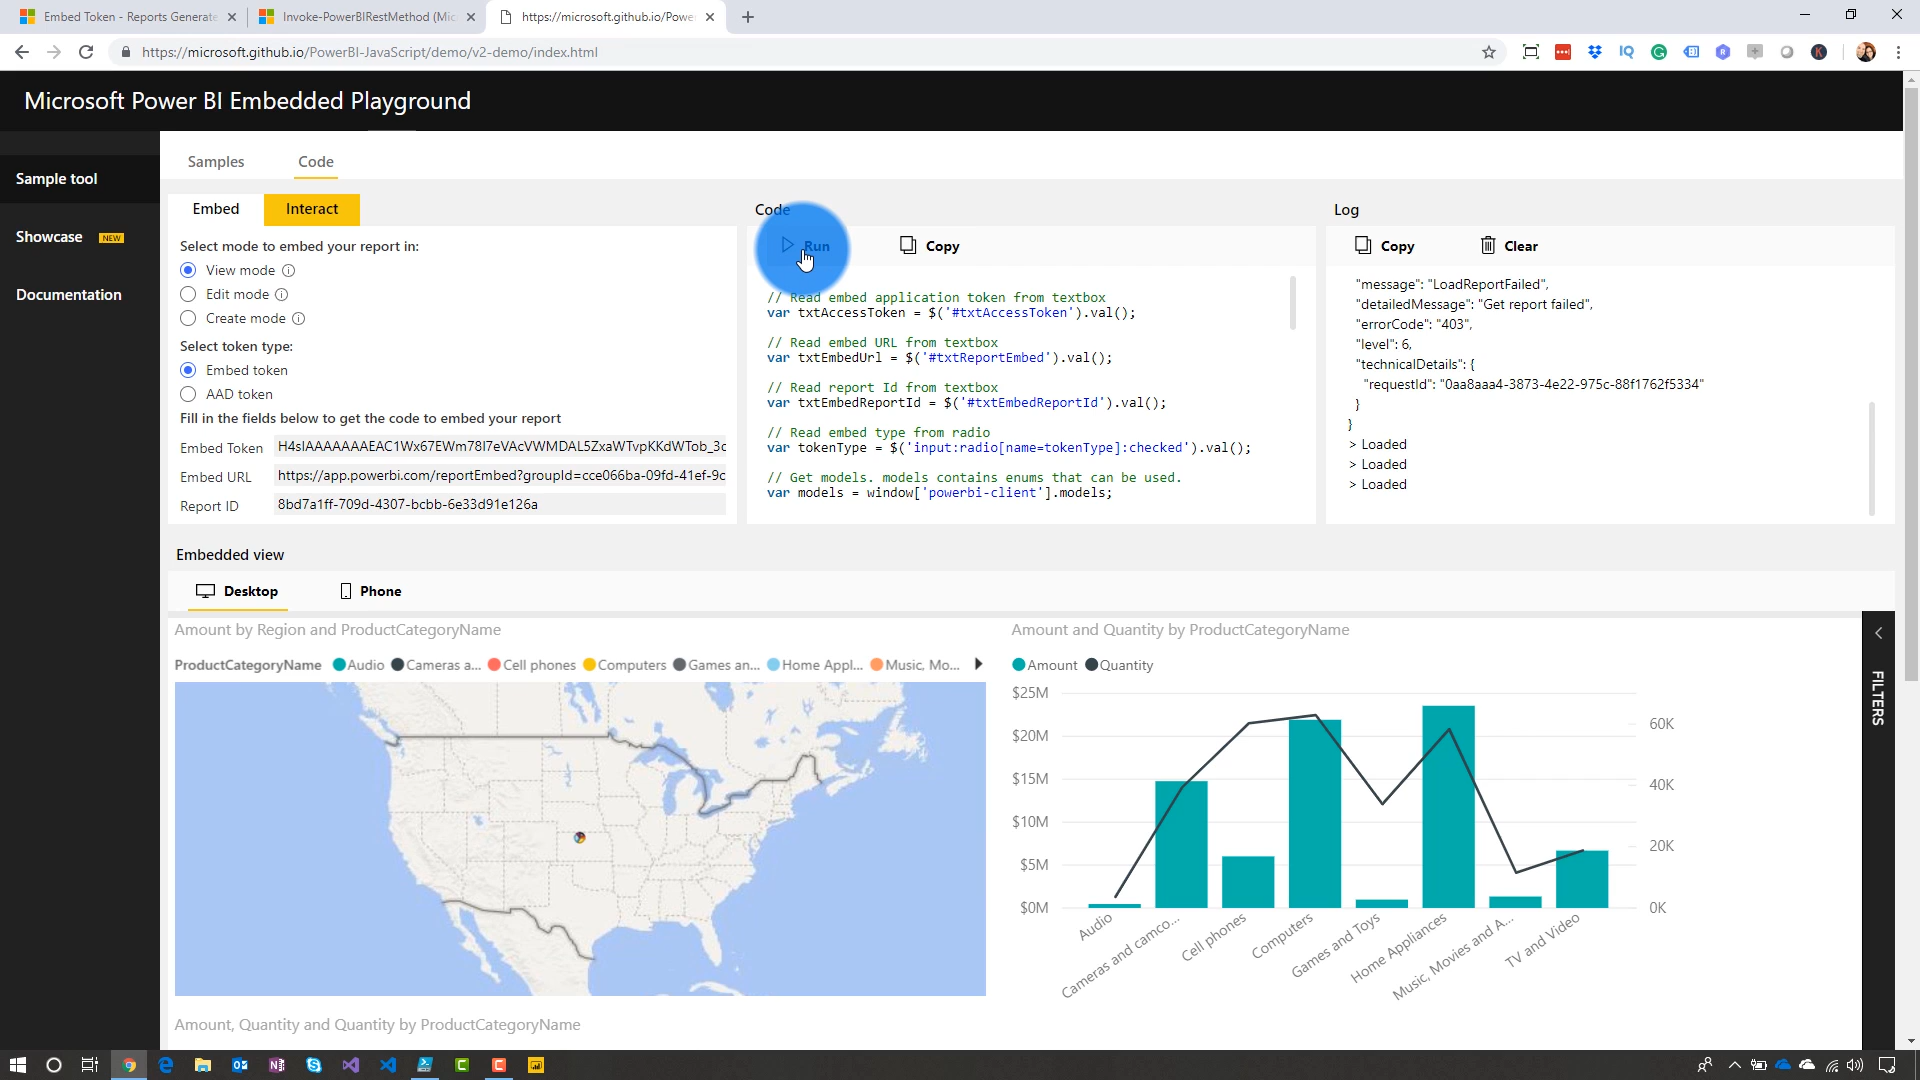 Embed Token - Reports Generate
Invoke-PowerBIRestMethod (Mic
https://microsoft.github.io/Powe
https://microsoft.github.io/PowerBI-JavaScript/demo/v2-demo/index.html
Microsoft Power BI Embedded Playground
Sample tool
Showcase NEW
Documentation
Samples Code
Embed Interact
Select mode to embed your report in:
View mode
Edit mode
Create mode
Select token type:
Embed token
AAD token
Fill in the fields below to get the code to embed your report
Embed Token H4sIAAAAAAAEAC1Wx67EWm78I7eVAcVWMDAL5ZxaWTvpKKdWTob_3c
Embed URL https://app.powerbi.com/reportEmbed?groupId=cce066ba-09fd-41ef-9c
Report ID 8bd7a1ff-709d-4307-bcbb-6e33d91e126a
Code
Run Copy
// Read embed application token from textbox
var txtAccessToken = $('#txtAccessToken').val();
// Read embed URL from textbox
var txtEmbedUrl = $('#txtReportEmbed').val();
// Read report Id from textbox
var txtEmbedReportId = $('#txtEmbedReportId').val();
// Read embed type from radio
var tokenType = $('input:radio[name=tokenType]:checked').val();
// Get models. models contains enums that can be used.
var models = window['powerbi-client'].models;
Log
Copy Clear
"message": "LoadReportFailed",
"detailedMessage": "Get report failed",
"errorCode": "403",
"level": 6,
"technicalDetails": {
"requestId": "0aa8aaa4-3873-4e22-975c-88f1762f5334"
}
}
> Loaded
> Loaded
> Loaded
Embedded view
Desktop Phone
Amount by Region and ProductCategoryName
ProductCategoryName Audio Cameras a... Cell phones Computers Games an... Home Appl... Music, Mo...
Amount and Quantity by ProductCategoryName
Amount Quantity
$25M
$20M
$15M
$10M
$5M
$0M
60K
40K
20K
0K
Audio
Cameras and camco...
Cell phones
Computers
Games and Toys
Home Appliances
Music, Movies and A...
TV and Video
FILTERS
Amount, Quantity and Quantity by ProductCategoryName